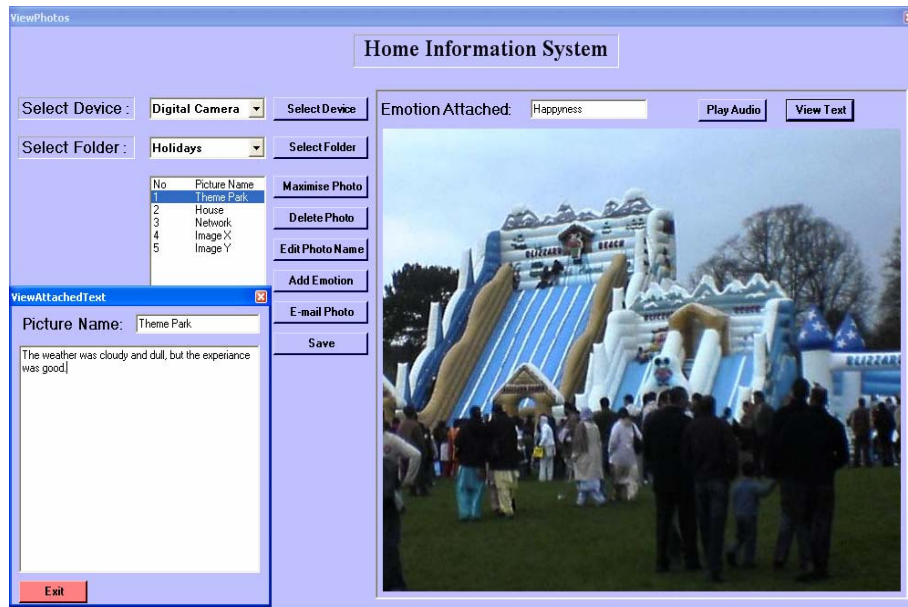 ViewPhotos
Home Information System
Select Device :
Digital Camera
Select Device
Emotion Attached:
Happyness
Play Audio
View Text
Select Folder :
Holidays
Select Folder
No Picture Name
1 Theme Park
2 House
3 Network
4 Image X
5 Image Y
Maximise Photo
Delete Photo
Edit Photo Name
Add Emotion
E-mail Photo
Save
BLIZZARD BEACH
BLIZZARD
ViewAttachedText
Picture Name:
Theme Park
The weather was cloudy and dull, but the experiance
was good.
Exit